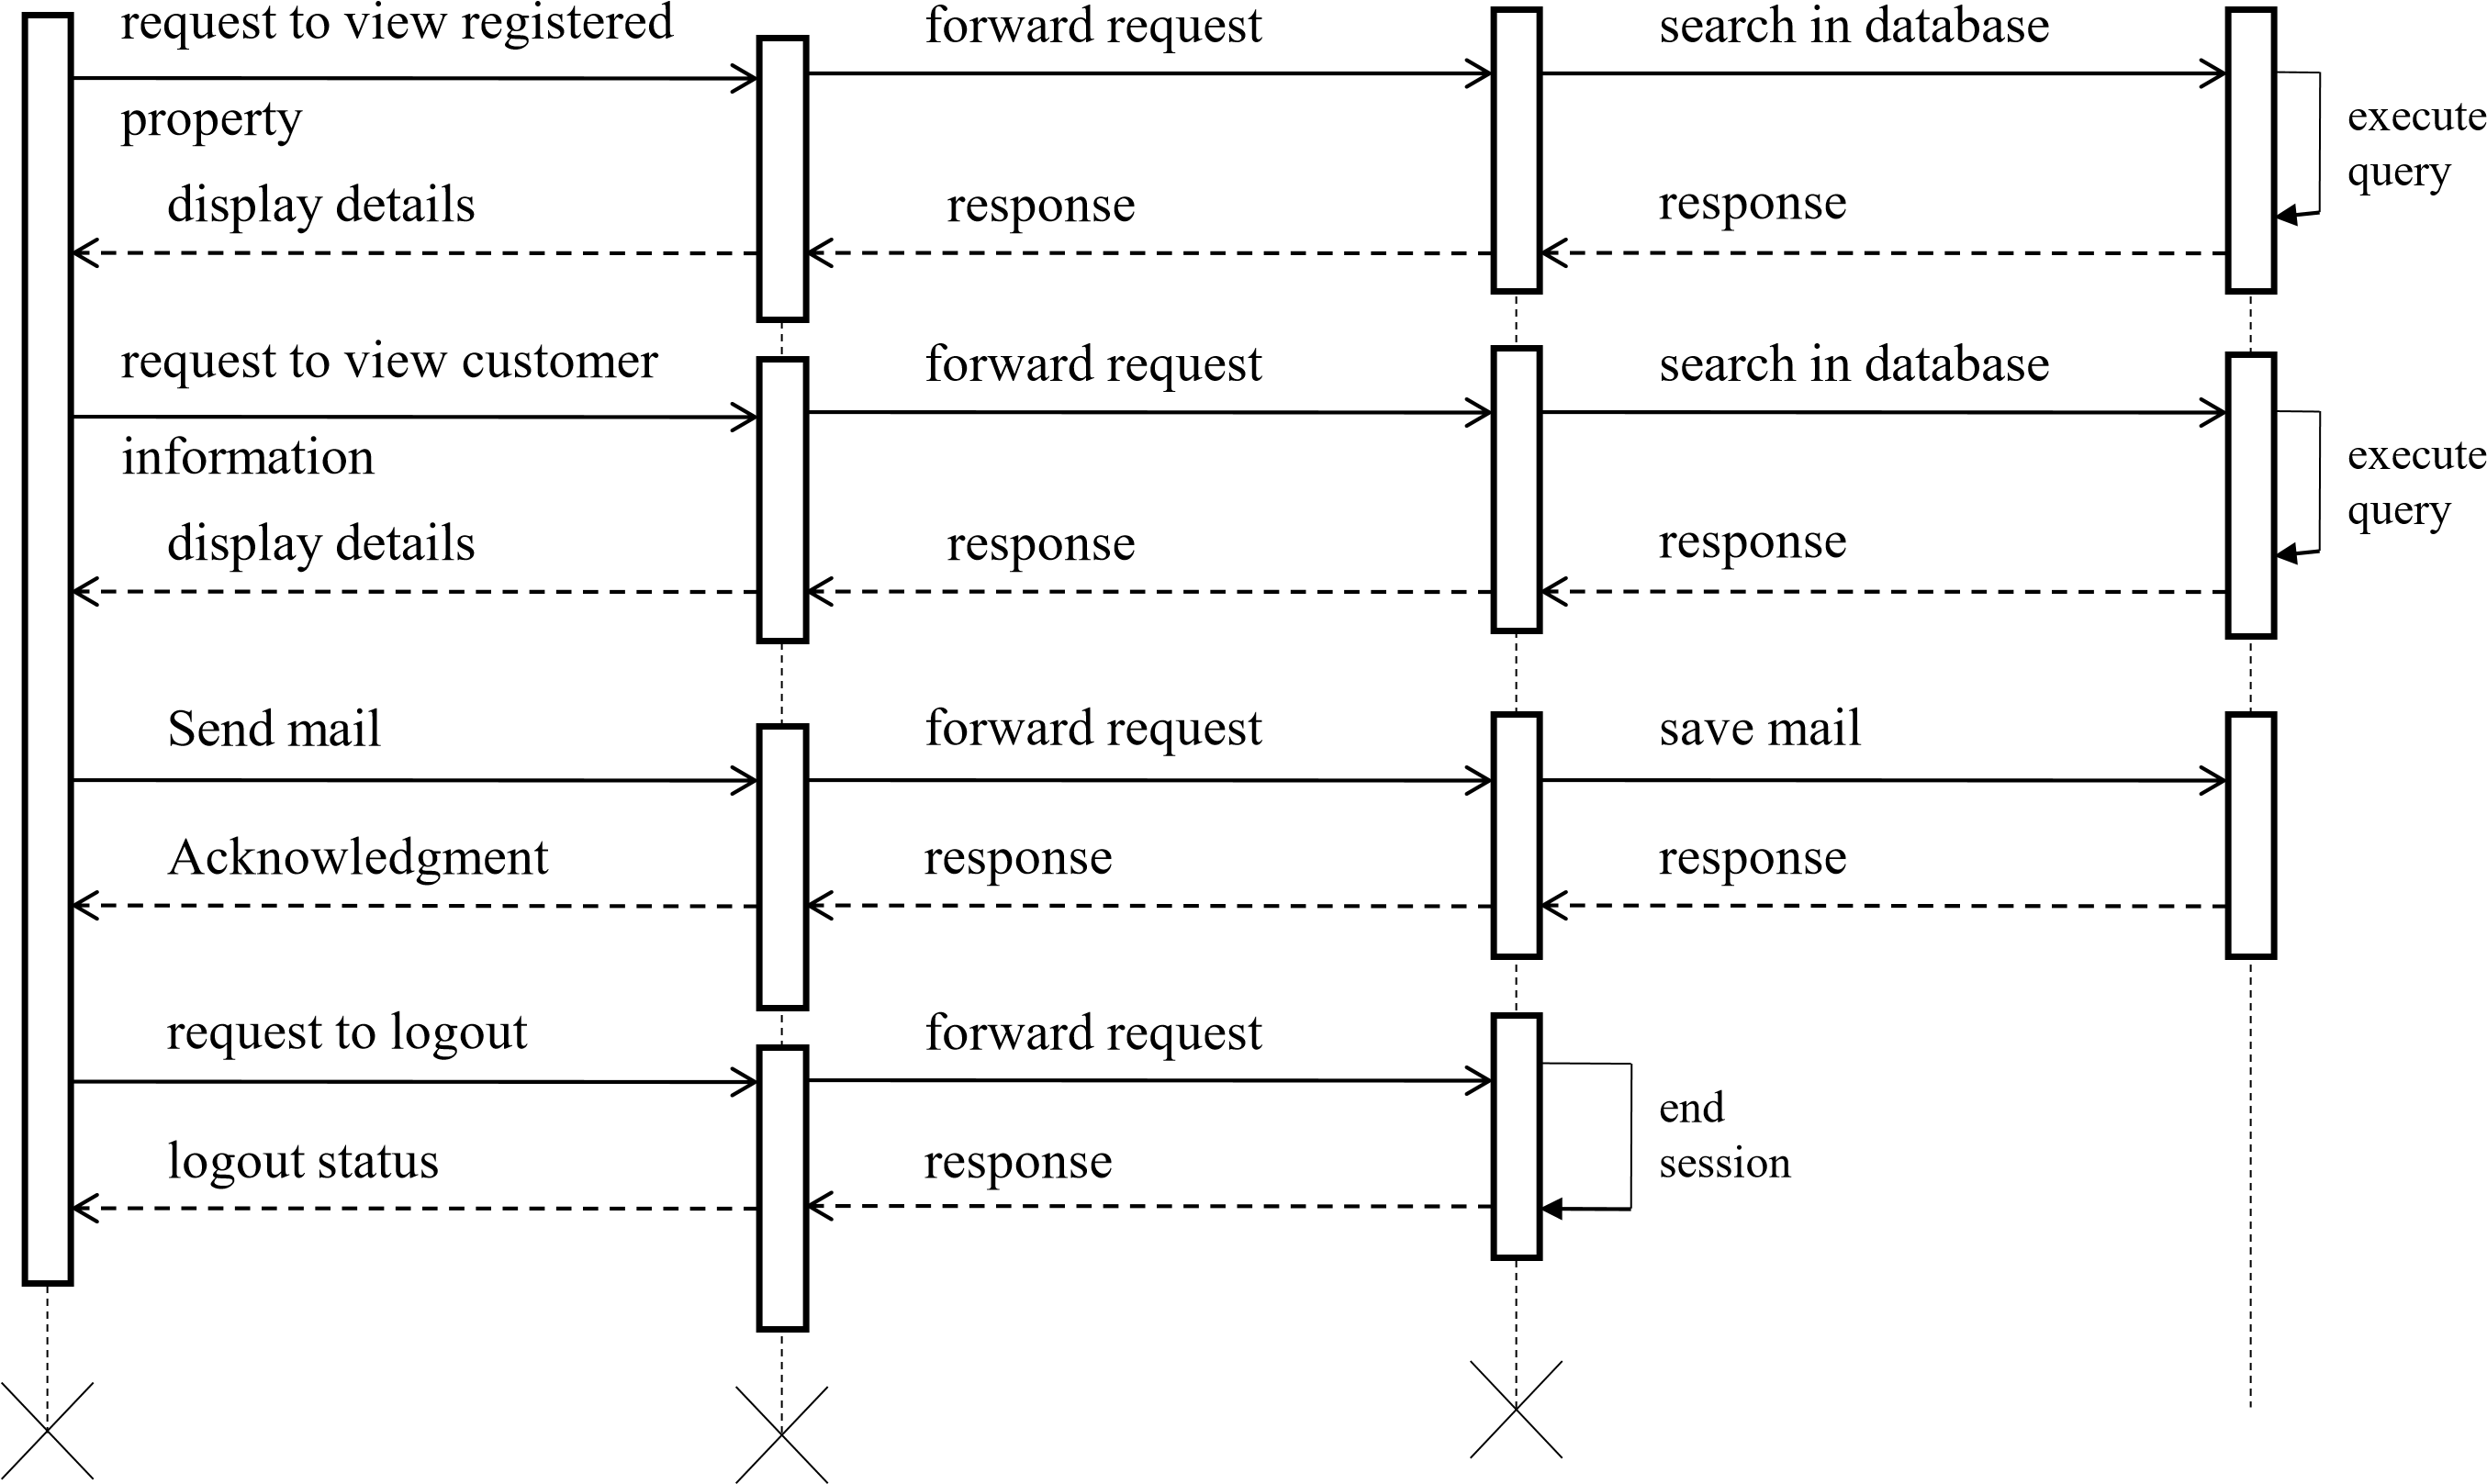 request to view registered
forward request
search in database
property
execute
query
display details
response
response
request to view customer
forward request
search in database
information
execute
query
display details
response
response
Send mail
forward request
save mail
Acknowledgment
response
response
request to logout
forward request
end
session
logout status
response